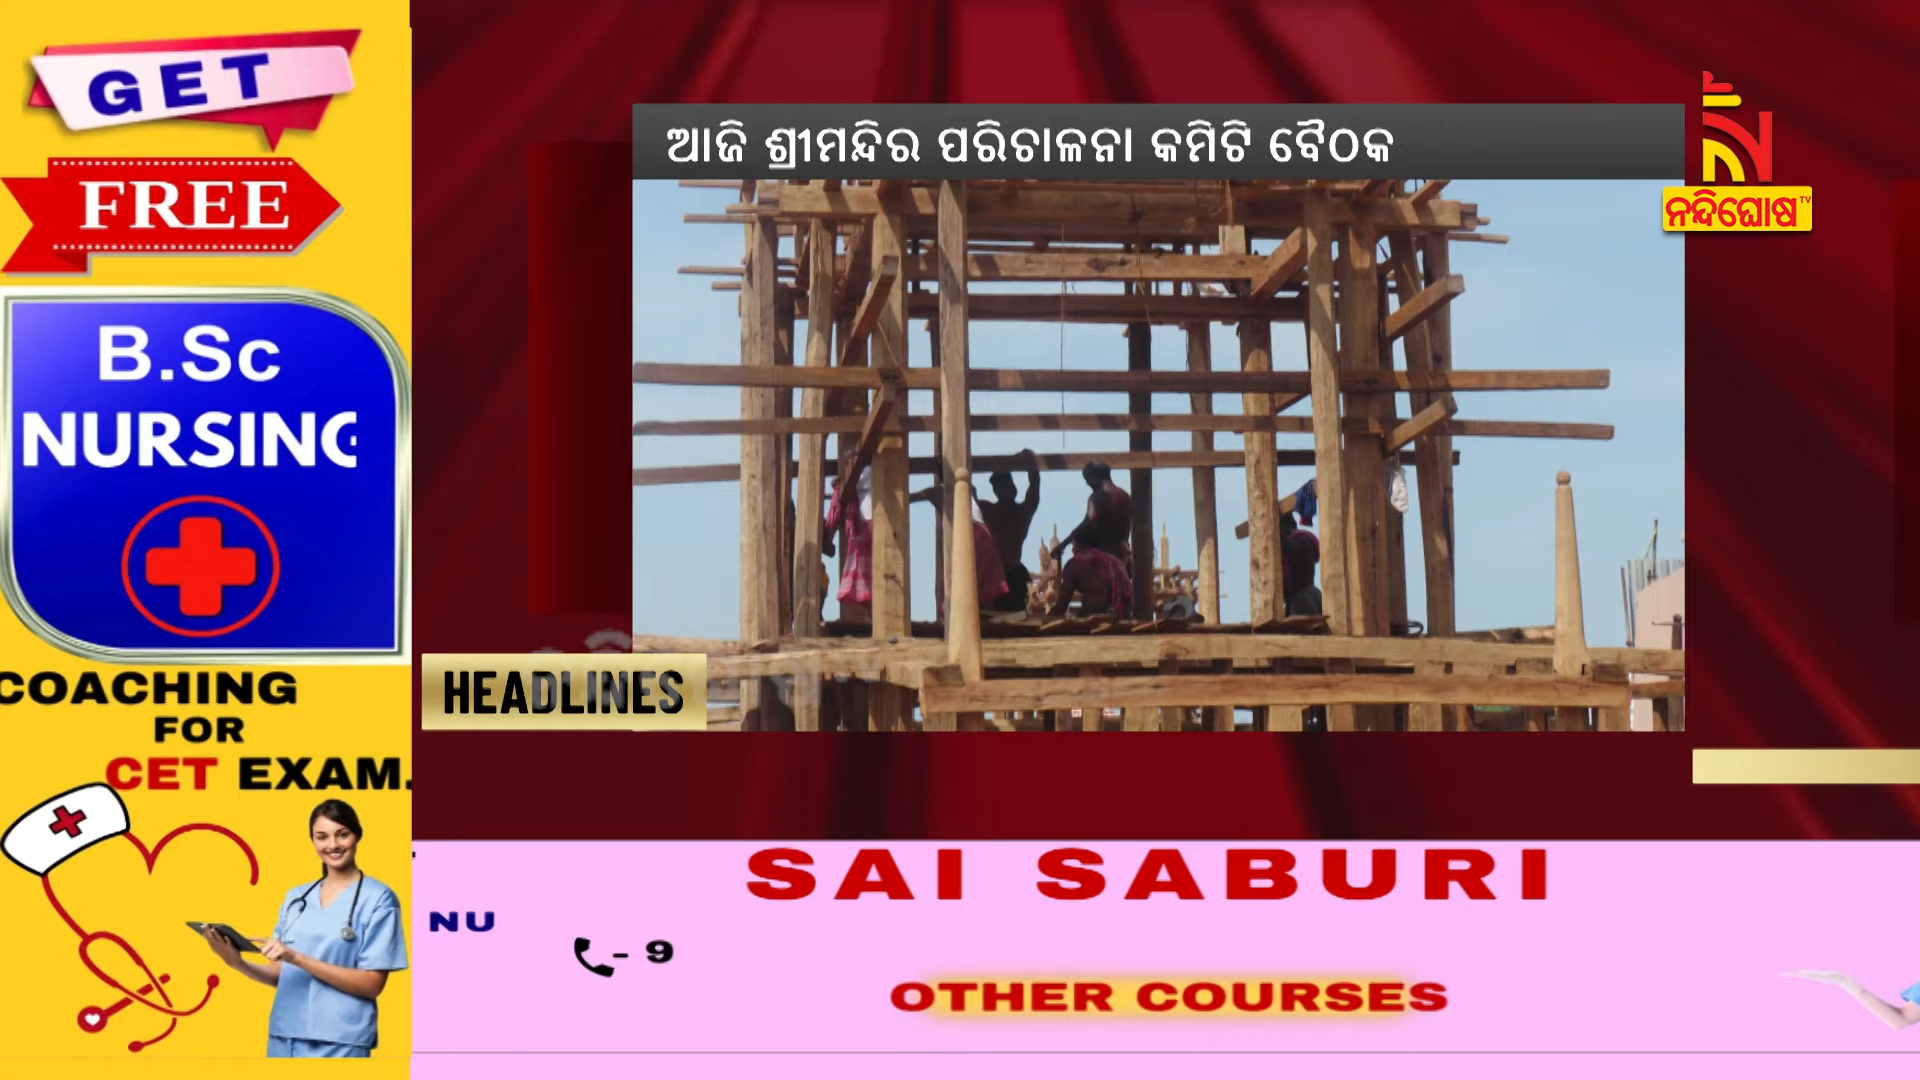 GET
FREE
B.Sc
NURSING
COACHING
FOR
CET EXAM.
ଆଜି ଶ୍ରୀମନ୍ଦିର ପରିଚାଳନା କମିଟି ବୈଠକ
ନନ୍ଦିଘୋଷ TV
HEADLINES
SAI SABURI
NU
- 9
OTHER COURSES